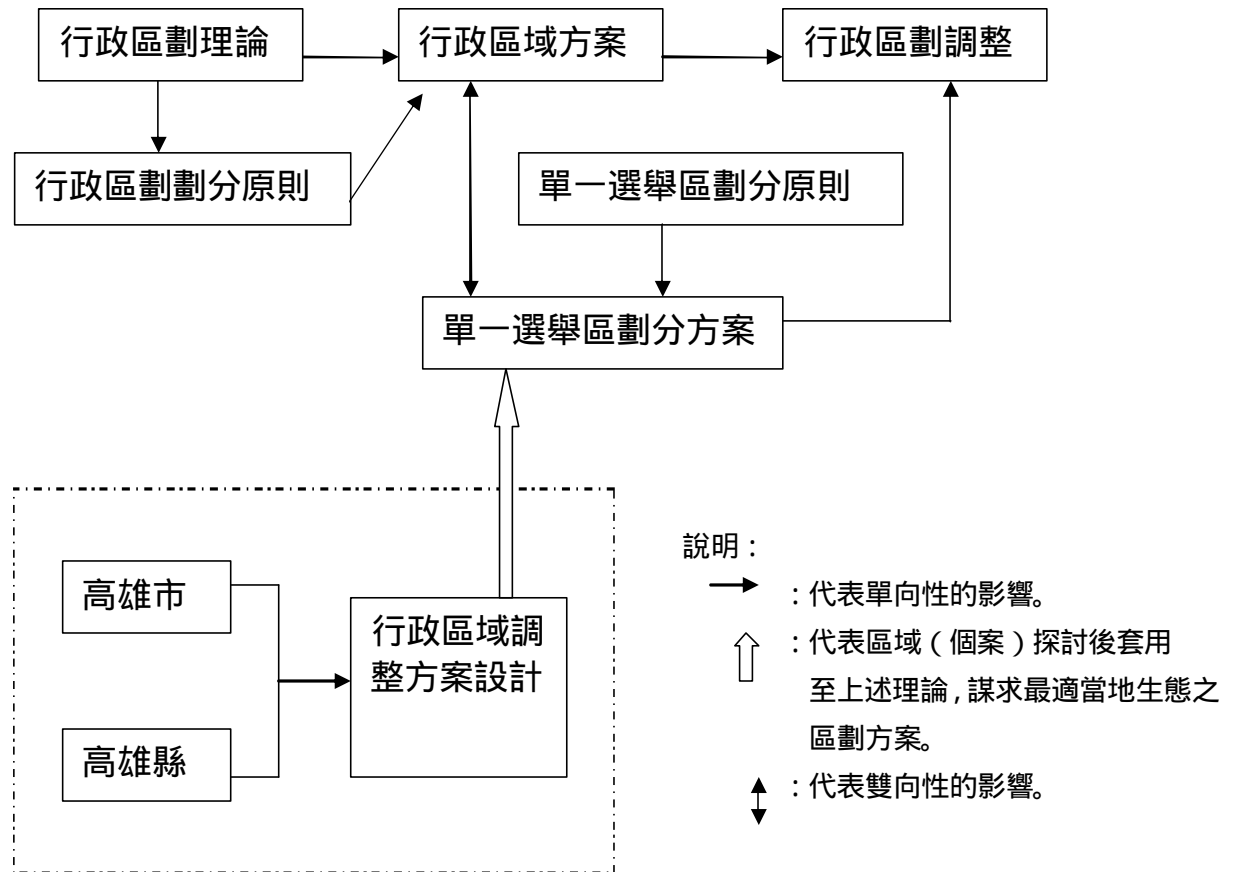 行政區劃理論
行政區域方案
行政區劃調整
行政區劃劃分原則
單一選舉區劃分原則
單一選舉區劃分方案
高雄市
高雄縣
行政區域調
整方案設計
說明：
：代表單向性的影響。
：代表區域（個案）探討後套用
至上述理論，謀求最適當地生態之
區劃方案。
：代表雙向性的影響。